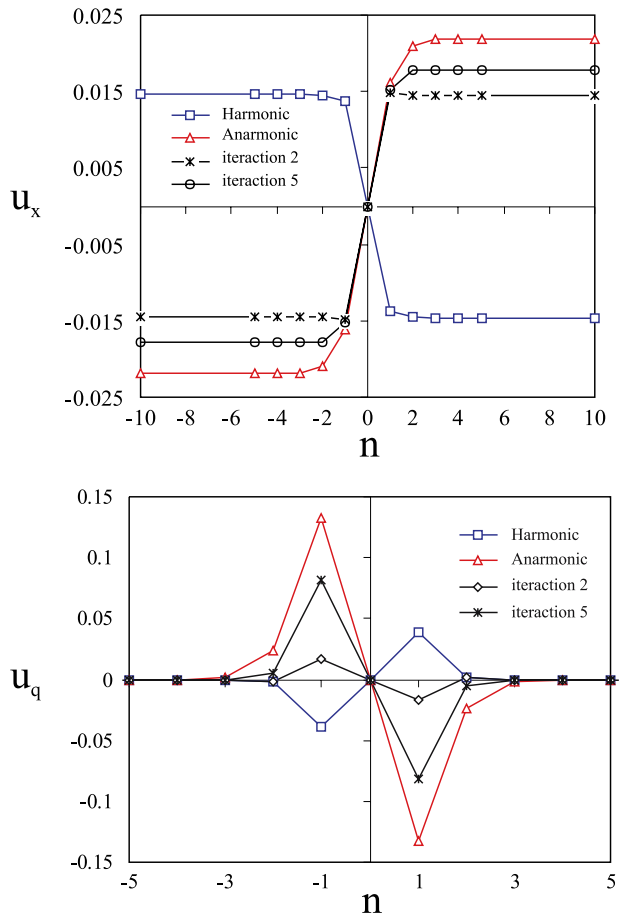 0.025
0.015
0.005
-0.005
-0.015
-0.025
u_x
Harmonic
Anarmonic
iteraction 2
iteraction 5
-10 -8 -6 -4 -2 0 2 4 6 8 10
n
0.15
0.1
0.05
0
-0.05
-0.1
-0.15
u_q
Harmonic
Anarmonic
iteraction 2
iteraction 5
-5 -3 -1 1 3 5
n